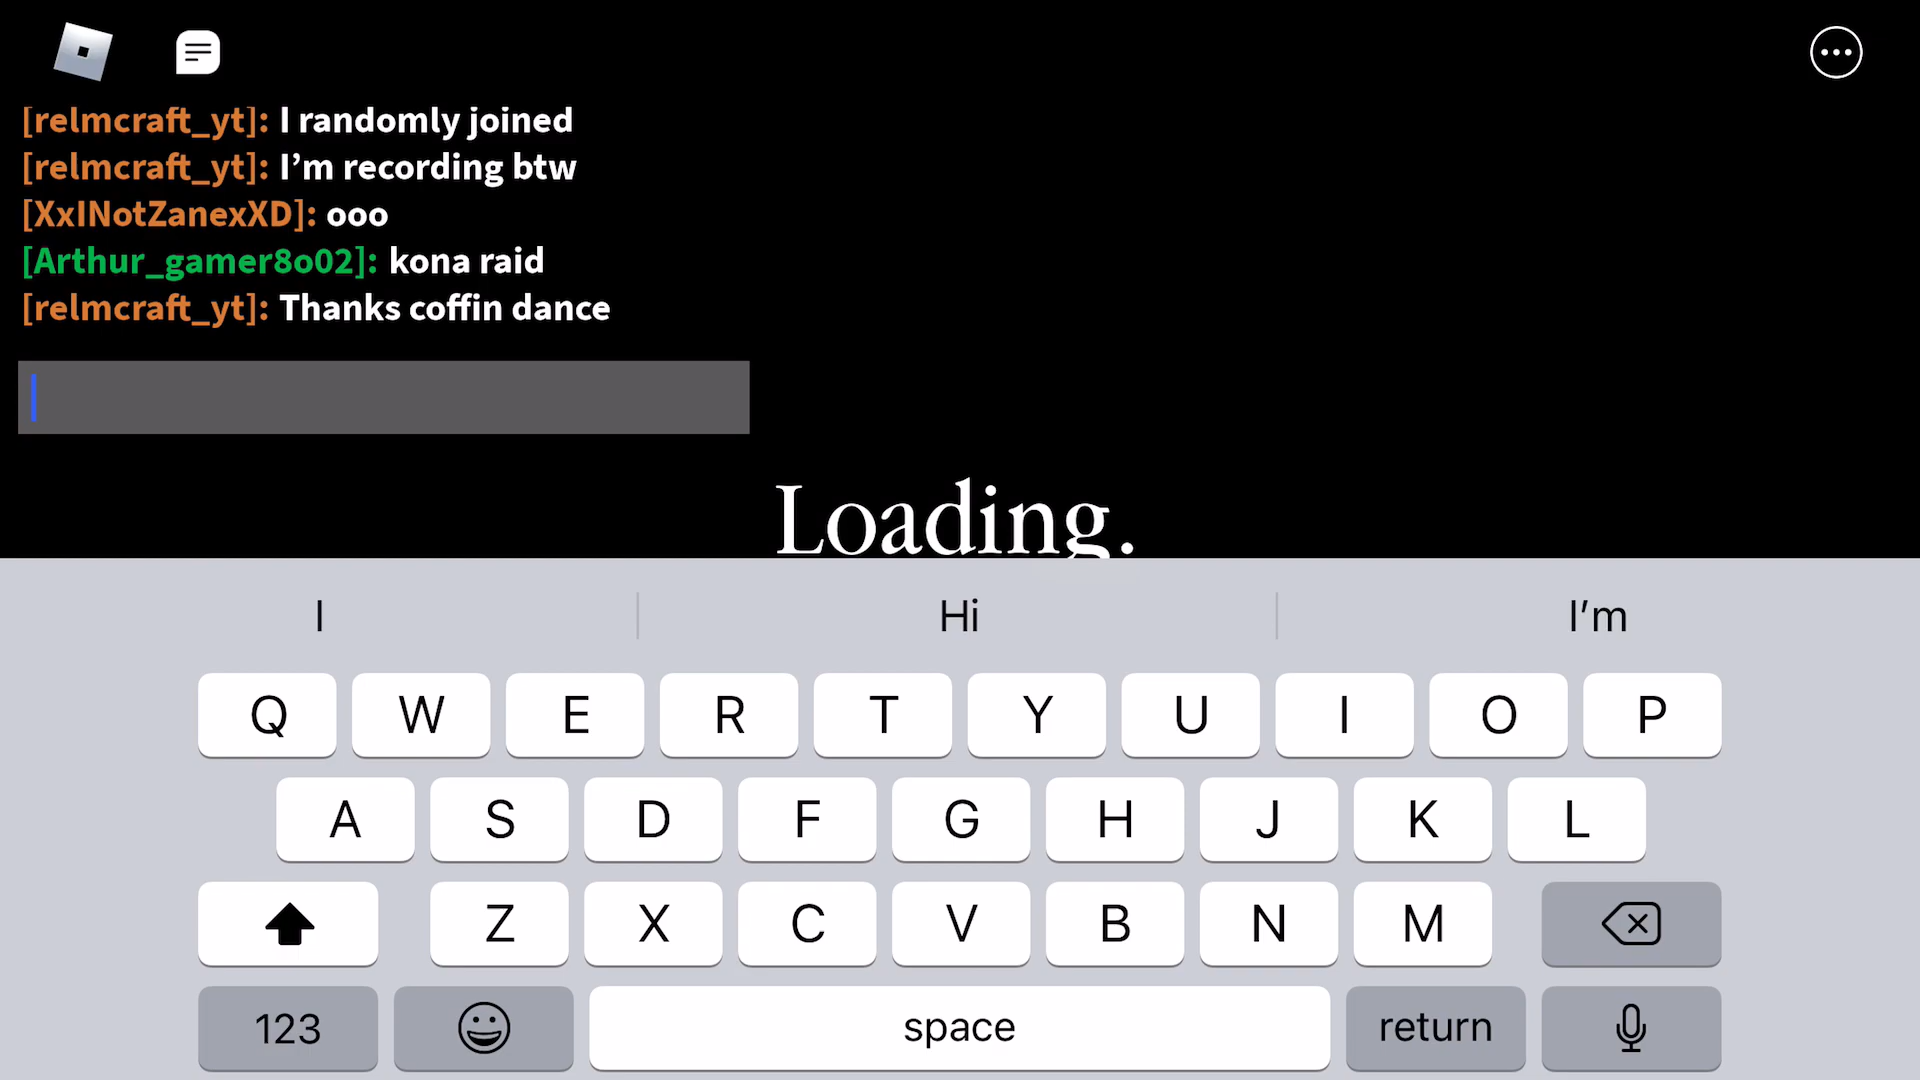 [relmcraft_yt]: I randomly joined
[relmcraft_yt]: I’m recording btw
[XxINotZanexXD]: ooo
[Arthur_gamer8o02]: kona raid
[relmcraft_yt]: Thanks coffin dance
Loading.
I Hi I’m
Q W E R T Y U I O P
A S D F G H J K L
Z X C V B N M
123 space return